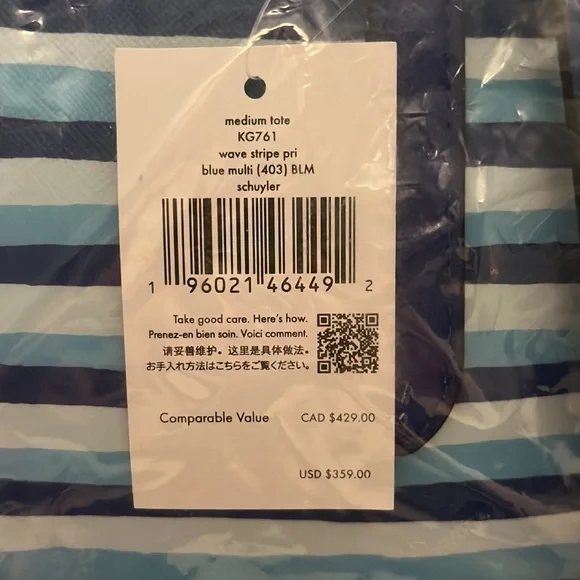 medium tote
KG761
wave stripe pri
blue multi (403) BLM
schuyler
1 96021 46449 2
Take good care. Here's how.
Prenez-en bien soin. Voici comment.
请妥善维护。这里是具体做法。
お手入れ方法はこちらをご覧ください。
Comparable Value CAD $429.00
USD $359.00